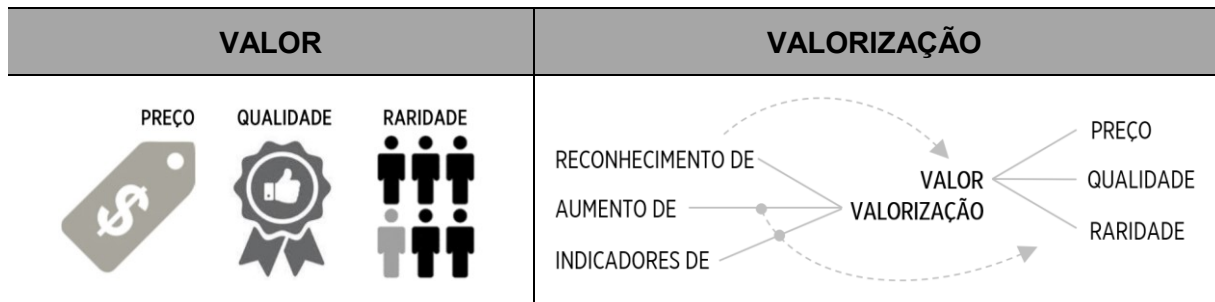 VALOR
VALORIZAÇÃO
PREÇO QUALIDADE RARIDADE
$
RECONHECIMENTO DE
AUMENTO DE
INDICADORES DE
VALOR
VALORIZAÇÃO
PREÇO
QUALIDADE
RARIDADE